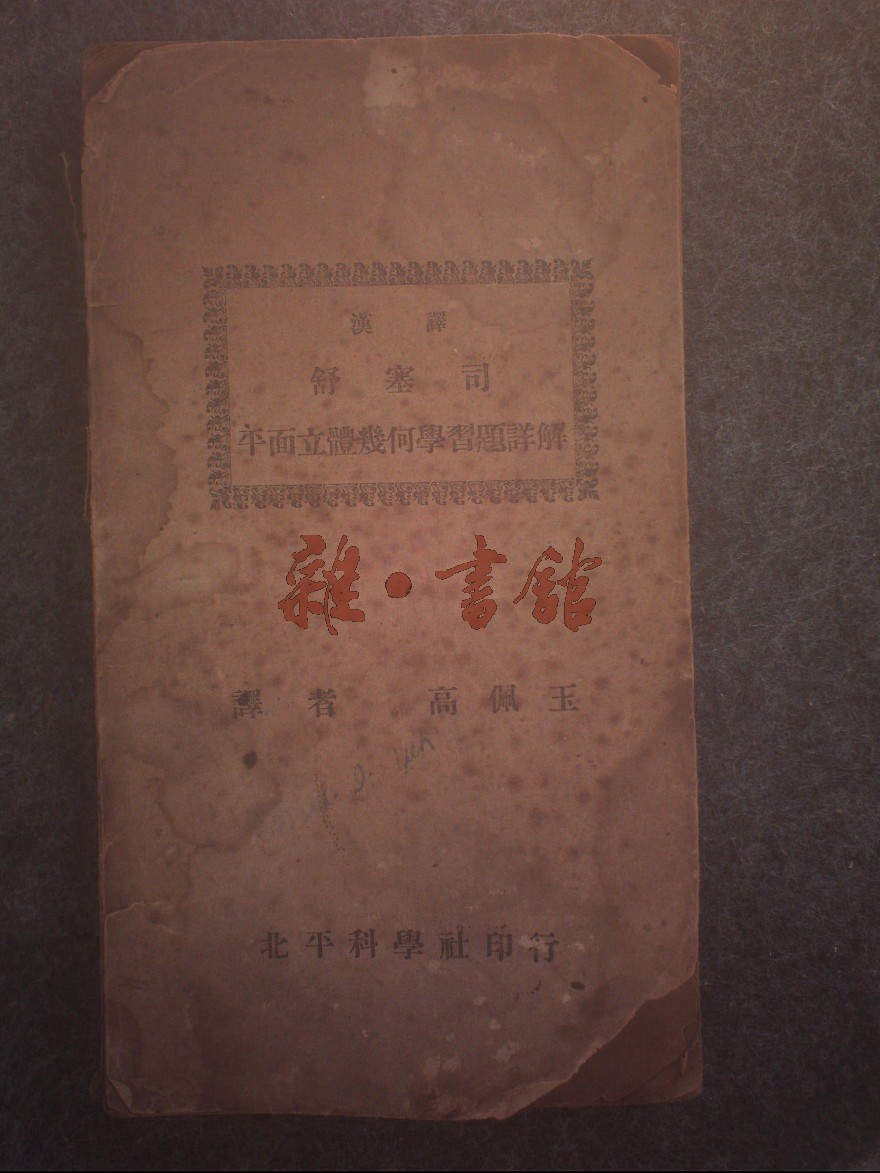 漢譯
舒塞司
平面立體幾何學習題詳解
雜·書館
譯者 高佩玉
北平科學社印行